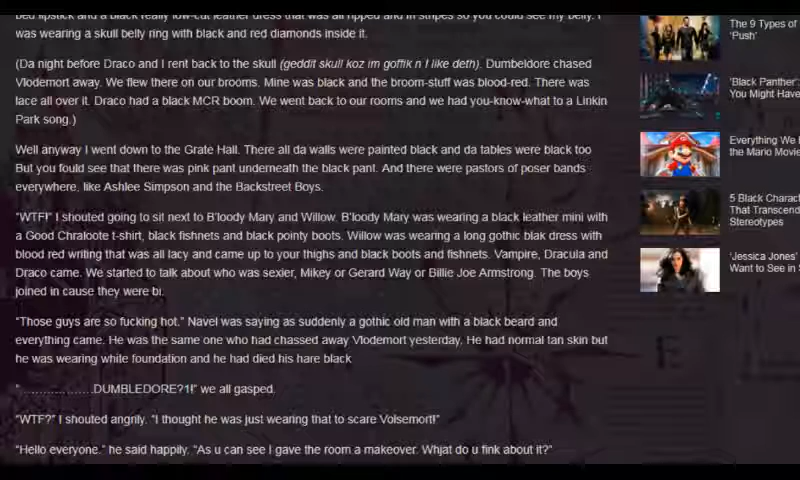 bed lipstick and a black really low-cut leather dress that was all ripped and in stripes so you could see my belly. I
was wearing a skull belly ring with black and red diamonds inside it.
(Da night before Draco and I rent back to the skull (geddit skull koz im goffik n I like deth). Dumbeldore chased
Vlodemort away. We flew there on our brooms. Mine was black and the broom-stuff was blood-red. There was
lace all over it. Draco had a black MCR boom. We went back to our rooms and we had you-know-what to a Linkin
Park song.)
Well anyway I went down to the Grate Hall. There all da walls were painted black and da tables were black too
But you fould see that there was pink pant underneath the black pant. And there were pastors of poser bands
everywhere, like Ashlee Simpson and the Backstreet Boys.
"WTF!" I shouted going to sit next to B'loody Mary and Willow. B'loody Mary was wearing a black leather mini with
a Good Chraloote t-shirt, black fishnets and black pointy boots. Willow was wearing a long gothic blak dress with
blood red writing that was all lacy and came up to your thighs and black boots and fishnets. Vampire, Dracula and
Draco came. We started to talk about who was sexier, Mikey or Gerard Way or Billie Joe Armstrong. The boys
joined in cause they were bi.
"Those guys are so fucking hot." Navel was saying as suddenly a gothic old man with a black beard and
everything came. He was the same one who had chassed away Vlodemort yesterday. He had normal tan skin but
he was wearing while foundation and he had died his hare black
"………………DUMBLEDORE?1!" we all gasped.
"WTF?" I shouted angrily. "I thought he was just wearing that to scare Volsemort!"
"Hello everyone." he said happily. "As u can see I gave the room a makeover. Whjat do u fink about it?"
The 9 Types of
'Push'
'Black Panther':
You Might Have
Everything We
the Mario Movie
5 Black Charac
That Transcend
Stereotypes
'Jessica Jones'
Want to See in